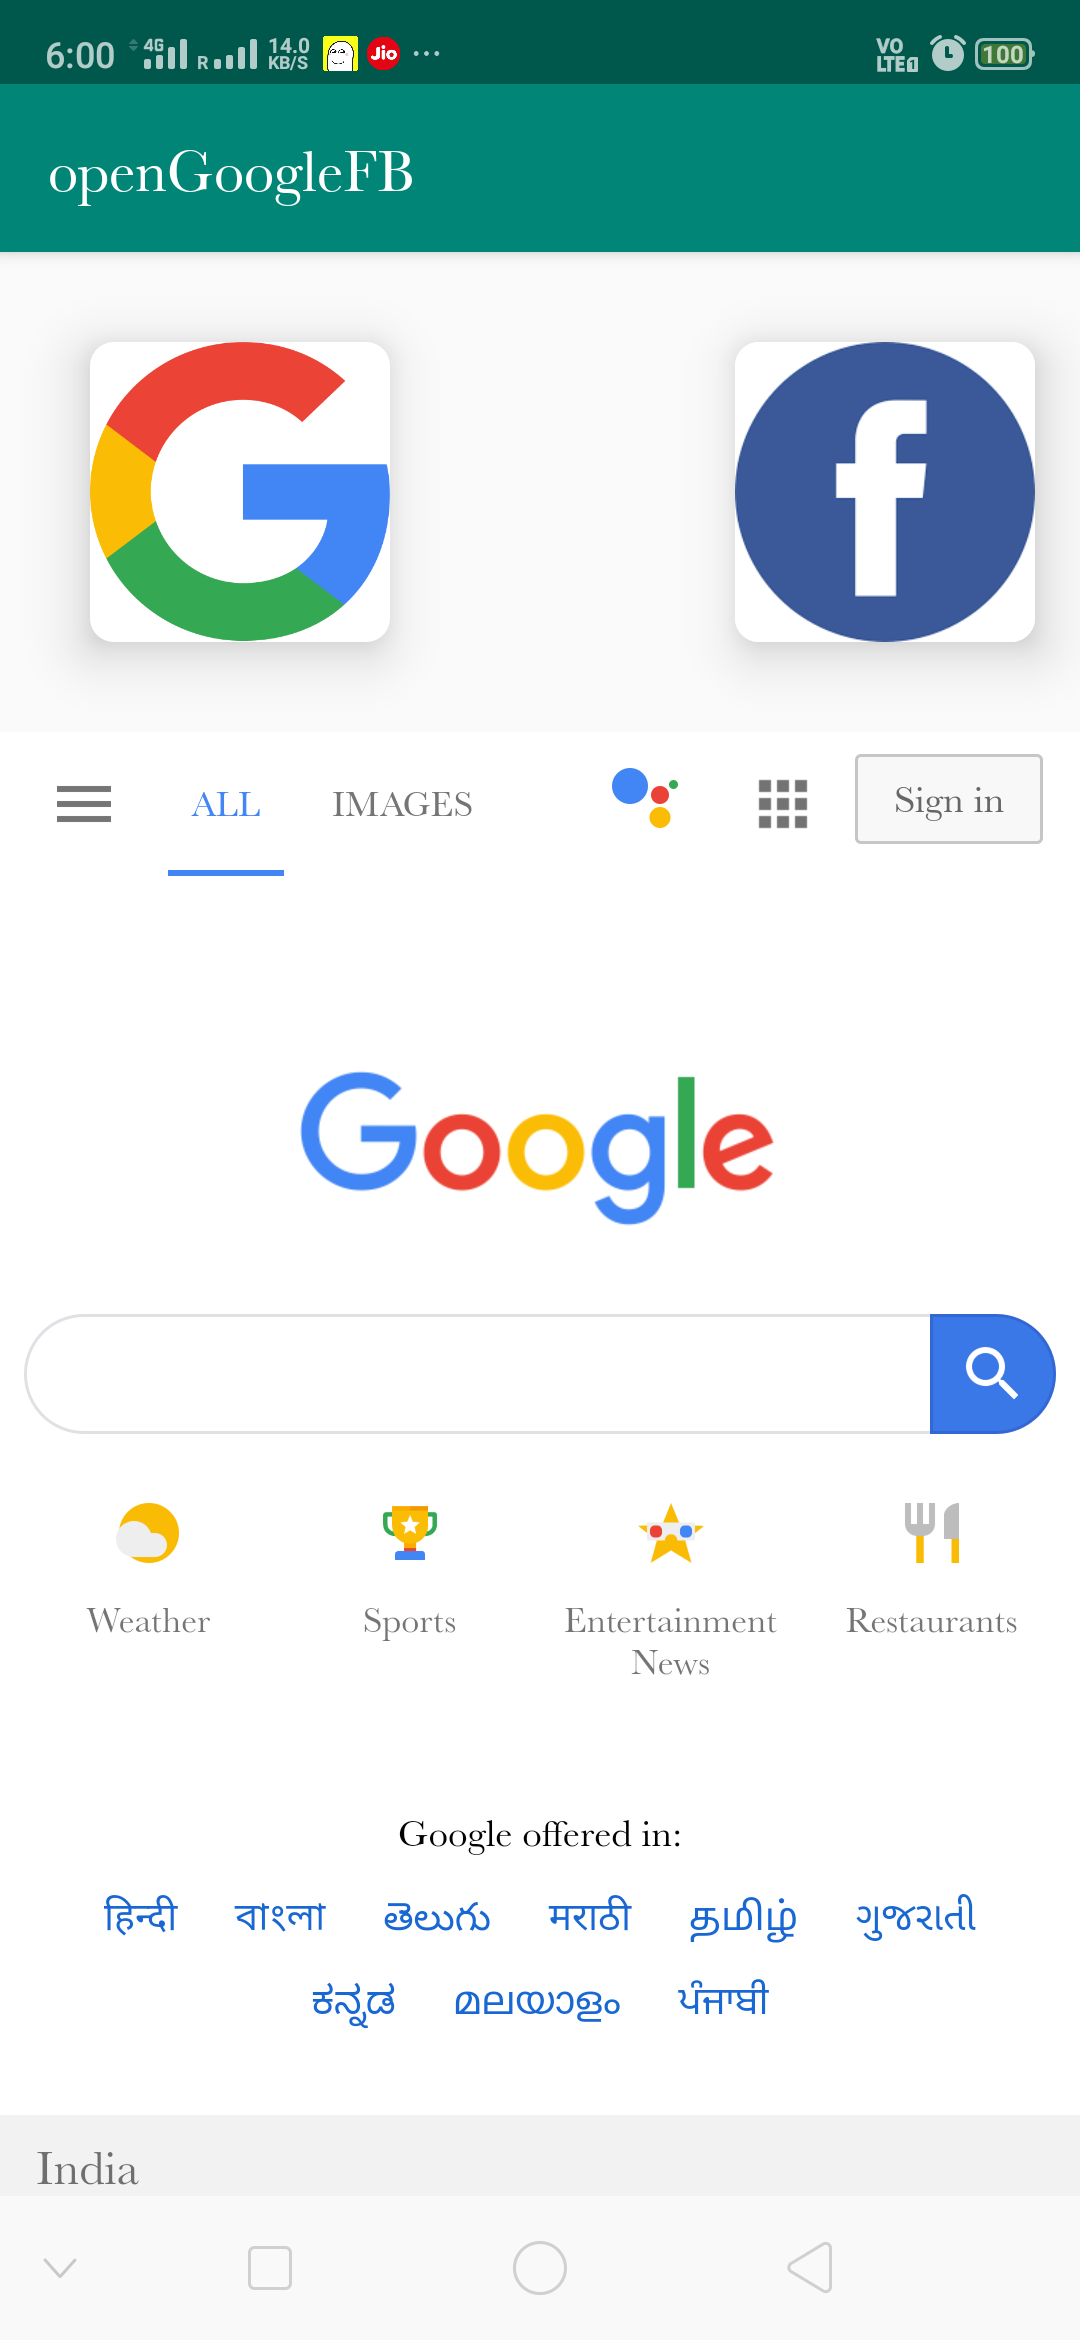 6:00 4G R 14.0 KB/S Jio ... VO LTE 1 100
openGoogleFB
ALL IMAGES Sign in
Google
Weather Sports Entertainment News Restaurants
Google offered in:
हिन्दी বাংলা తెలుగు मराठी தமிழ் ગુજરાતી
ಕನ್ನಡ മലയാളം ਪੰਜਾਬੀ
India